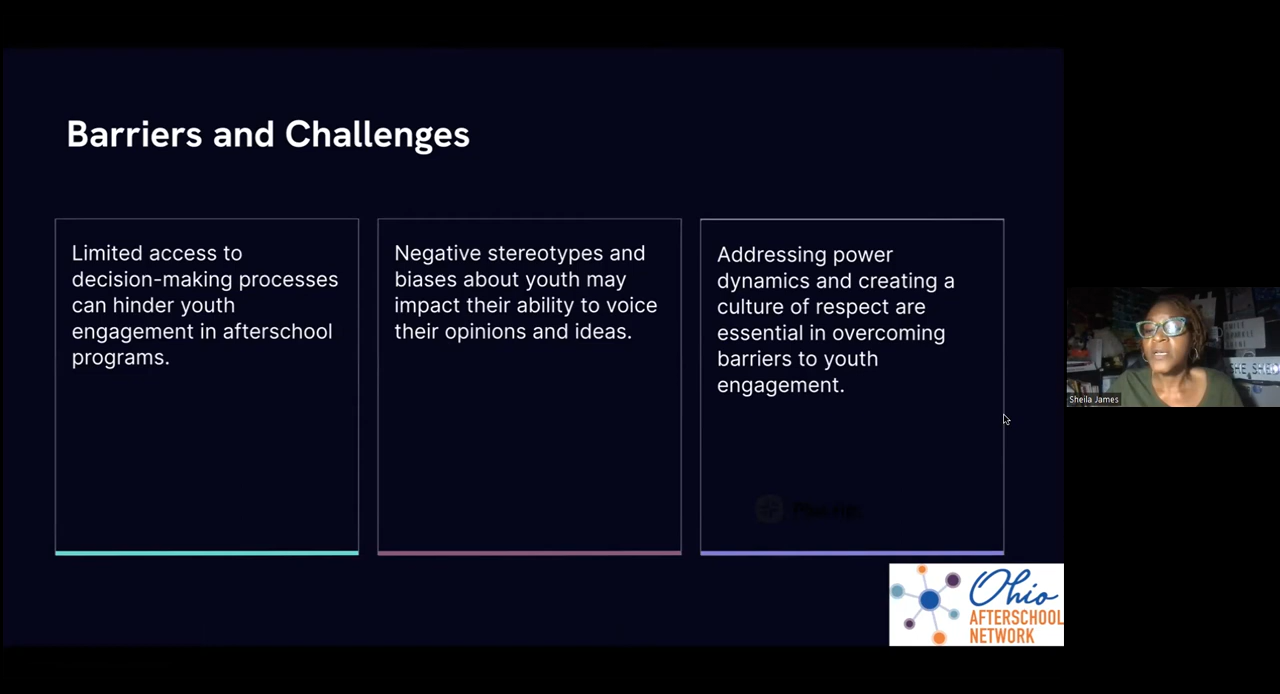 Barriers and Challenges
Limited access to
decision-making processes
can hinder youth
engagement in afterschool
programs.
Negative stereotypes and
biases about youth may
impact their ability to voice
their opinions and ideas.
Addressing power
dynamics and creating a
culture of respect are
essential in overcoming
barriers to youth
engagement.
Ohio
AFTERSCHOOL
NETWORK
Sheila James
SHE SHED